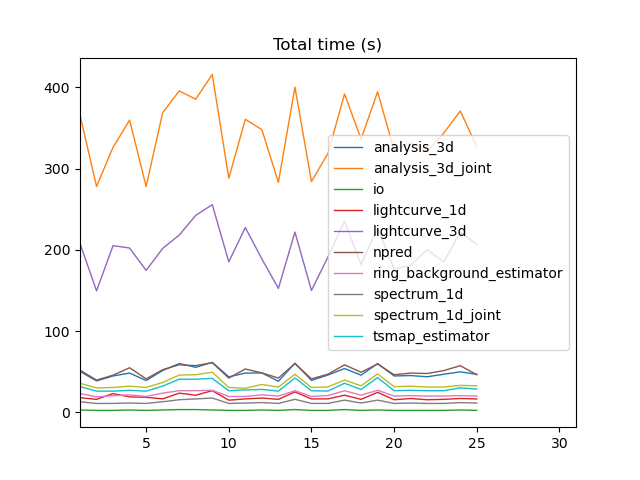 Total time (s)
400
300
200
100
0
5
10
15
20
25
30
analysis_3d
analysis_3d_joint
io
lightcurve_1d
lightcurve_3d
npred
ring_background_estimator
spectrum_1d
spectrum_1d_joint
tsmap_estimator